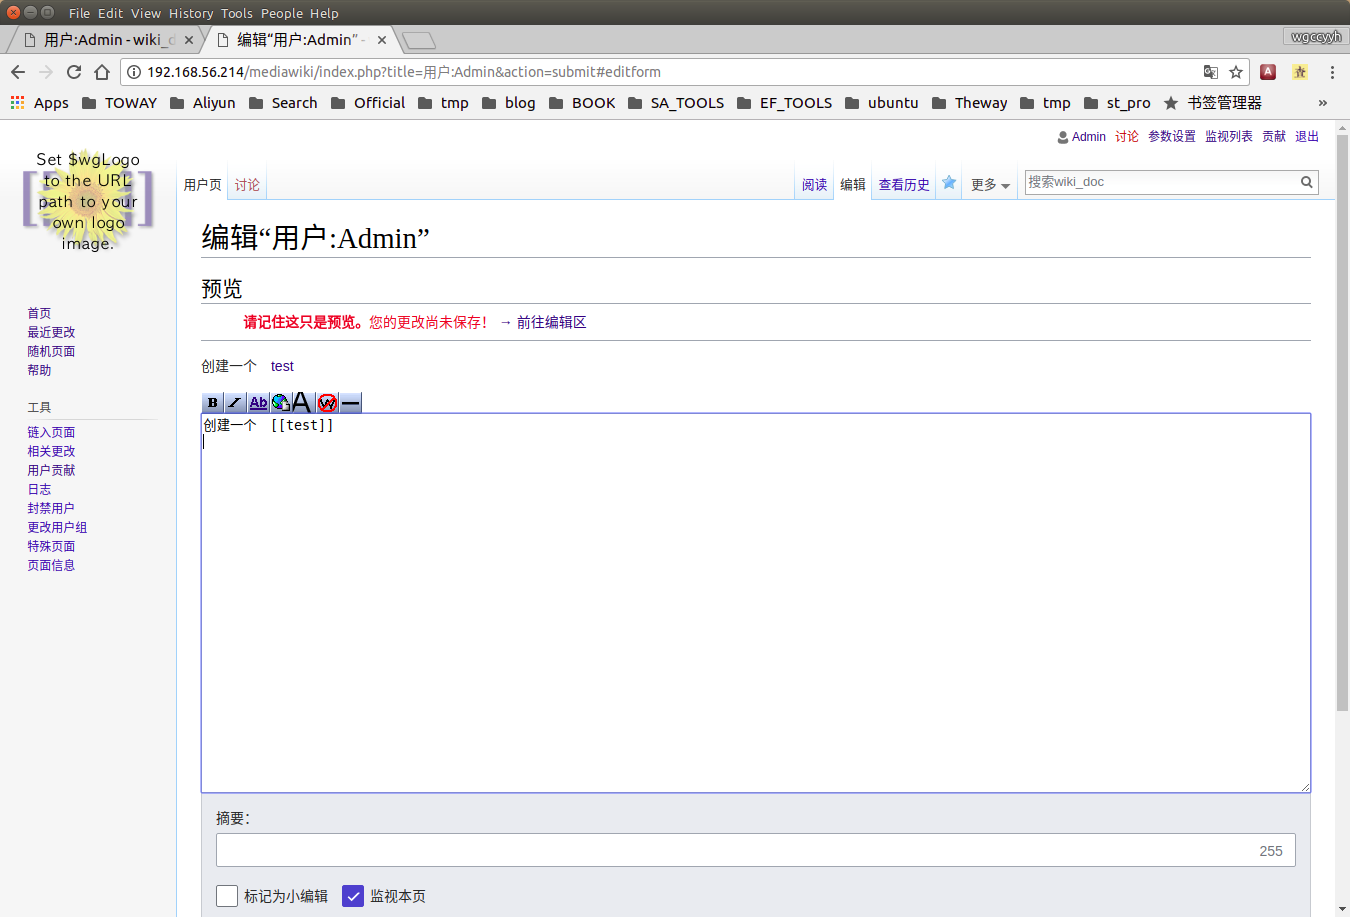 File Edit View History Tools People Help
用户:Admin - wiki_d
编辑“用户:Admin” -
wgccyyh
192.168.56.214/mediawiki/index.php?title=用户:Admin&action=submit#editform
Apps TOWAY Aliyun Search Official tmp blog BOOK SA_TOOLS EF_TOOLS ubuntu Theway tmp st_pro 书签管理器 »
Admin 讨论 参数设置 监视列表 贡献 退出
Set $wgLogo
to the URL
path to your
own logo
image.
用户页 讨论 阅读 编辑 查看历史 更多 搜索wiki_doc
编辑“用户:Admin”
预览
请记住这只是预览。您的更改尚未保存! → 前往编辑区
创建一个 test
B I Ab A W
创建一个 [[test]]
首页
最近更改
随机页面
帮助
工具
链入页面
相关更改
用户贡献
日志
封禁用户
更改用户组
特殊页面
页面信息
摘要:
255
标记为小编辑 监视本页